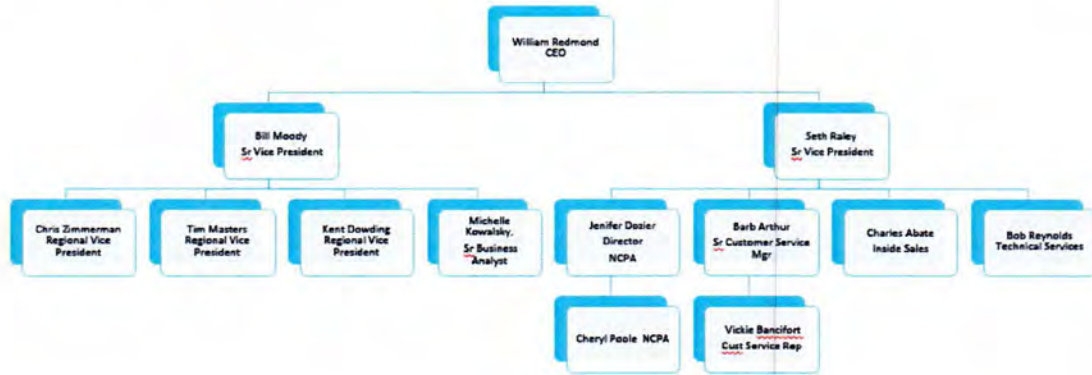 William Redmond
CEO
Bill Moody
Sr Vice President
Seth Raley
Sr Vice President
Chris Zimmerman
Regional Vice
President
Tim Masters
Regional Vice
President
Kent Dowding
Regional Vice
President
Michelle
Kowalsky,
Sr Business
Analyst
Jenifer Dozier
Director
NCPA
Barb Arthur
Sr Customer Service
Mgr
Charles Abate
Inside Sales
Bob Reynolds
Technical Services
Cheryl Poole NCPA
Vickie Bancifort
Cust Service Rep